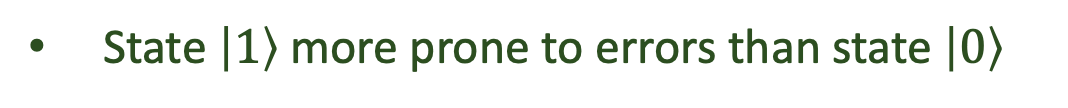 • State |1⟩ more prone to errors than state |0⟩